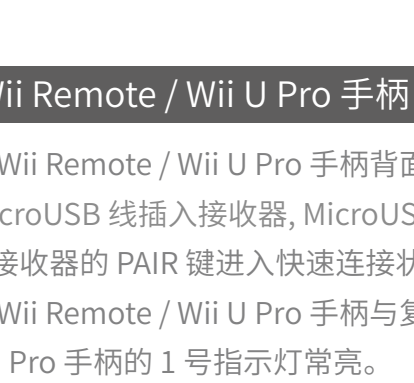 Wii Remote / Wii U Pro 手柄
Wii Remote / Wii U Pro 手柄背面
croUSB 线插入接收器, MicroUS
接收器的 PAIR 键进入快速连接状
Wii Remote / Wii U Pro 手柄与复
Pro 手柄的 1 号指示灯常亮。